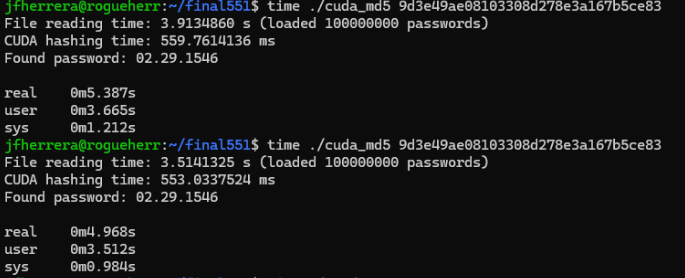 jfherrera@rogueherr:~/final551$ time ./cuda_md5 9d3e49ae08103308d278e3a167b5ce83
File reading time: 3.9134860 s (loaded 100000000 passwords)
CUDA hashing time: 559.7614136 ms
Found password: 02.29.1546
real 0m5.387s
user 0m3.665s
sys 0m1.212s
jfherrera@rogueherr:~/final551$ time ./cuda_md5 9d3e49ae08103308d278e3a167b5ce83
File reading time: 3.5141325 s (loaded 100000000 passwords)
CUDA hashing time: 553.0337524 ms
Found password: 02.29.1546
real 0m4.968s
user 0m3.512s
sys 0m0.984s